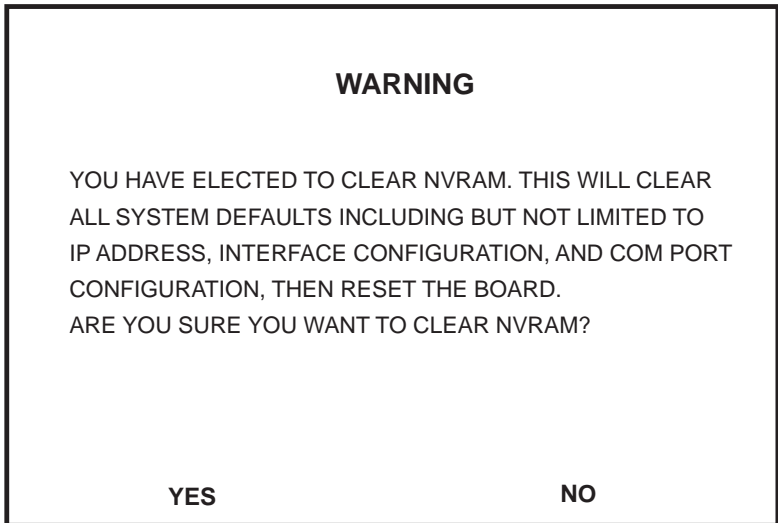 WARNING
YOU HAVE ELECTED TO CLEAR NVRAM. THIS WILL CLEAR
ALL SYSTEM DEFAULTS INCLUDING BUT NOT LIMITED TO
IP ADDRESS, INTERFACE CONFIGURATION, AND COM PORT
CONFIGURATION, THEN RESET THE BOARD.
ARE YOU SURE YOU WANT TO CLEAR NVRAM?
YES NO